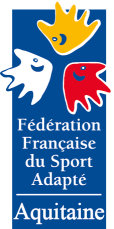 Fédération
Française
du Sport
Adapté
Aquitaine